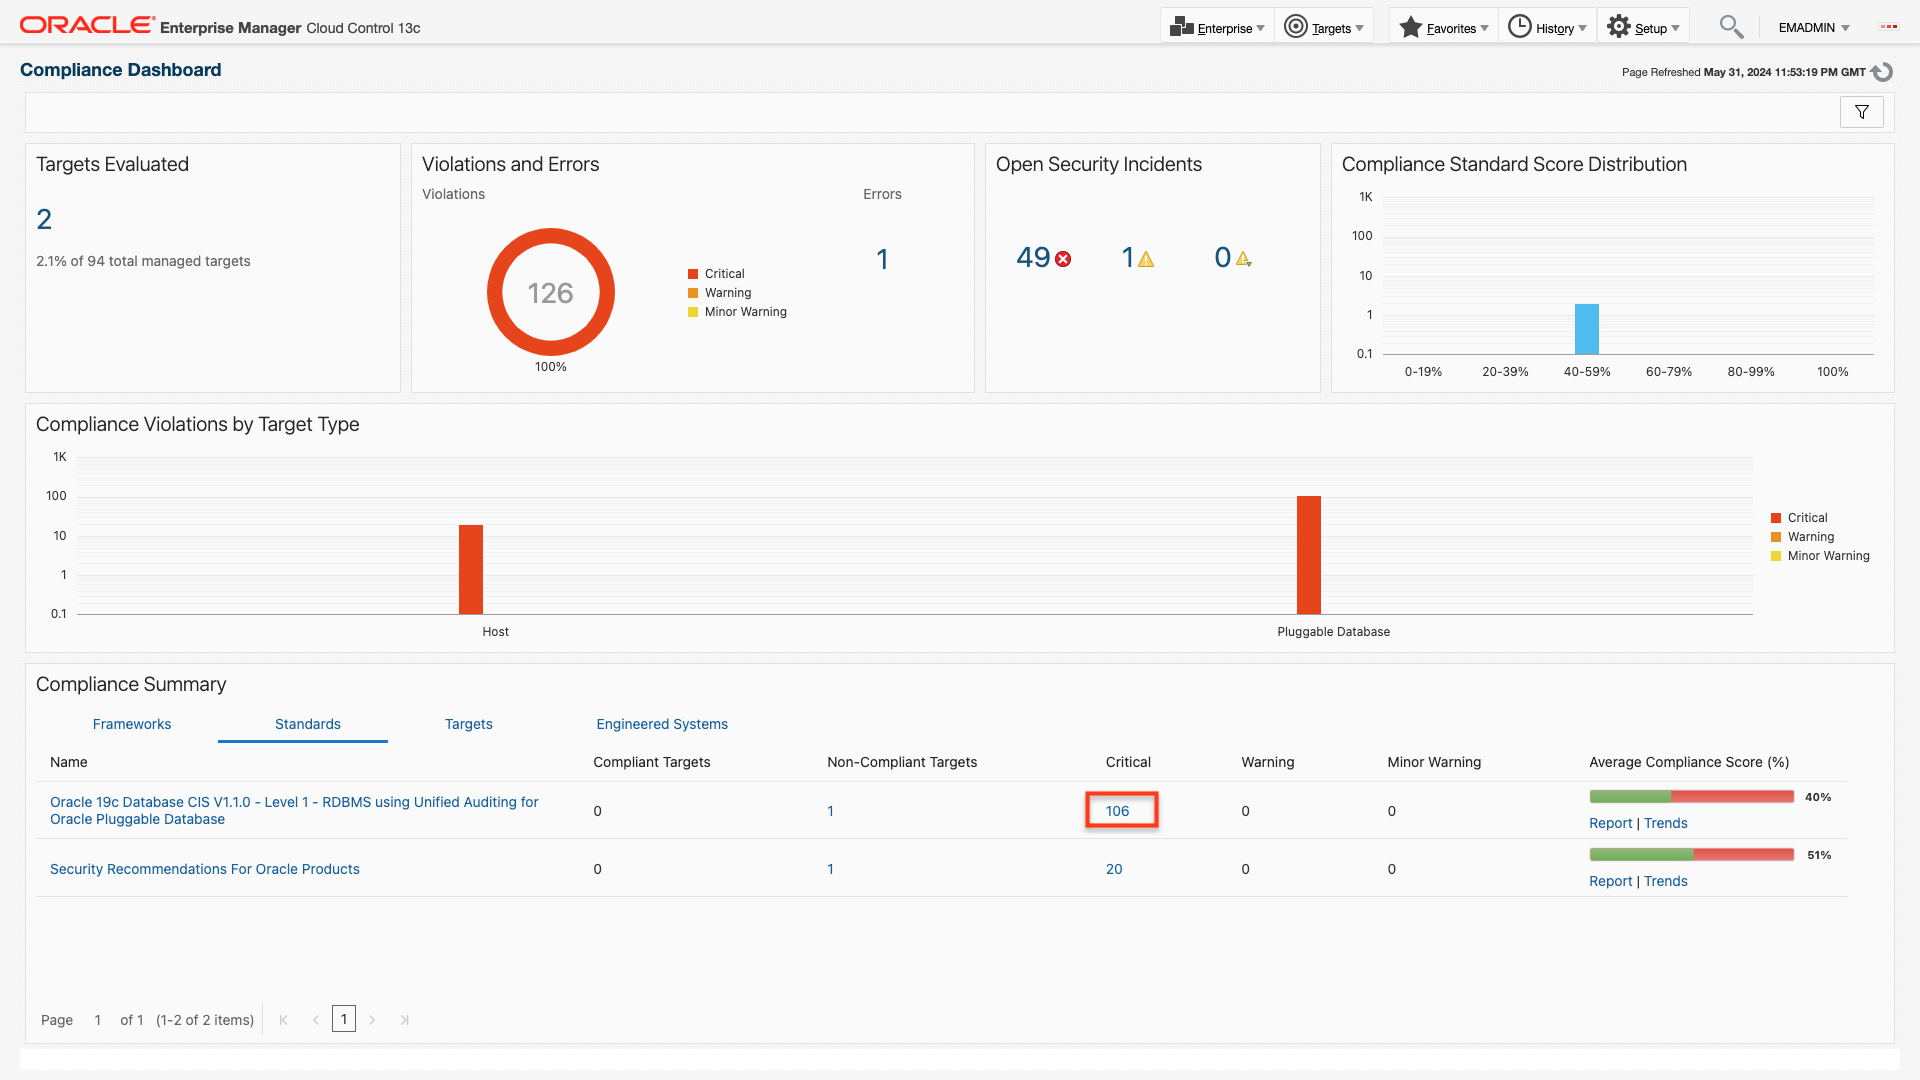 ORACLE Enterprise Manager Cloud Control 13c
Enterprise Targets Favorites History Setup EMADMIN
Compliance Dashboard
Page Refreshed May 31, 2024 11:53:19 PM GMT
Targets Evaluated
2
2.1% of 94 total managed targets
Violations and Errors
Violations
Errors
126
100%
Critical
Warning
Minor Warning
1
Open Security Incidents
49 1 0
Compliance Standard Score Distribution
1K
100
10
1
0.1
0-19% 20-39% 40-59% 60-79% 80-99% 100%
Compliance Violations by Target Type
1K
100
10
1
0.1
Host Pluggable Database
Critical
Warning
Minor Warning
Compliance Summary
Frameworks Standards Targets Engineered Systems
Name Compliant Targets Non-Compliant Targets Critical Warning Minor Warning Average Compliance Score (%)
Oracle 19c Database CIS V1.1.0 - Level 1 - RDBMS using Unified Auditing for
Oracle Pluggable Database
0 1 106 0 0 40%
Report | Trends
Security Recommendations For Oracle Products 0 1 20 0 0 51%
Report | Trends
Page 1 of 1 (1-2 of 2 items) 1